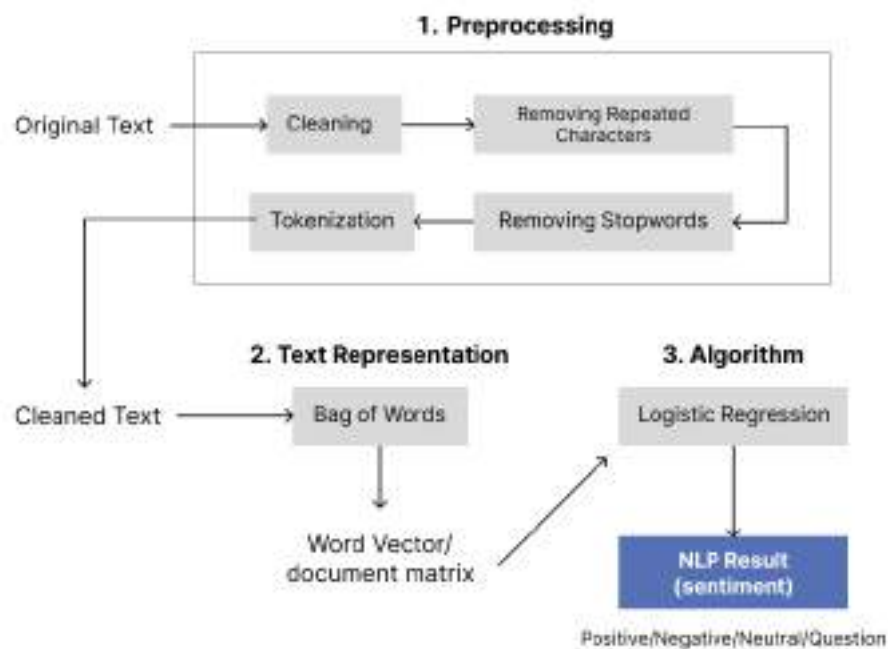 1. Preprocessing
Original Text
Cleaning
Removing Repeated
Characters
Tokenization
Removing Stopwords
2. Text Representation
3. Algorithm
Cleaned Text
Bag of Words
Logistic Regression
Word Vector/
document matrix
NLP Result
(sentiment)
Positive/Negative/Neutral/Question